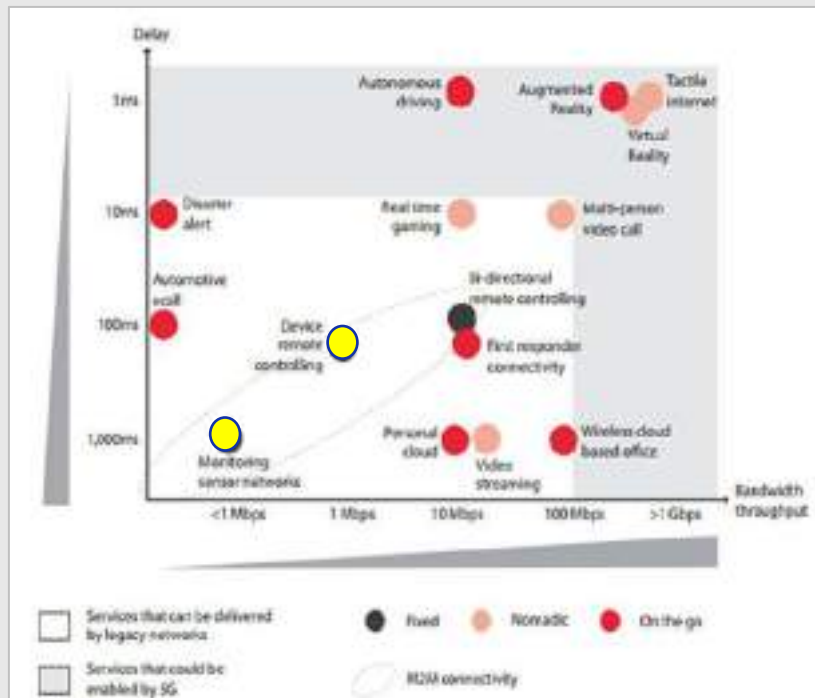 Delay
1ms
10ms
100ms
1,000ms
Autonomous
driving
Augmented
Reality
Tactile
internet
Virtual
Reality
Disaster
alert
Real time
gaming
Multi-person
video call
Automotive
ecall
Device
remote
controlling
Bi-directional
remote controlling
First responder
connectivity
Monitoring
sensor networks
Personal
cloud
Video
streaming
Wireless cloud
based office
<1 Mbps
1 Mbps
10 Mbps
100 Mbps
>1 Gbps
Bandwidth
throughput
Services that can be delivered
by legacy networks
Fixed
Nomadic
On the go
Services that could be
enabled by 5G
M2M connectivity